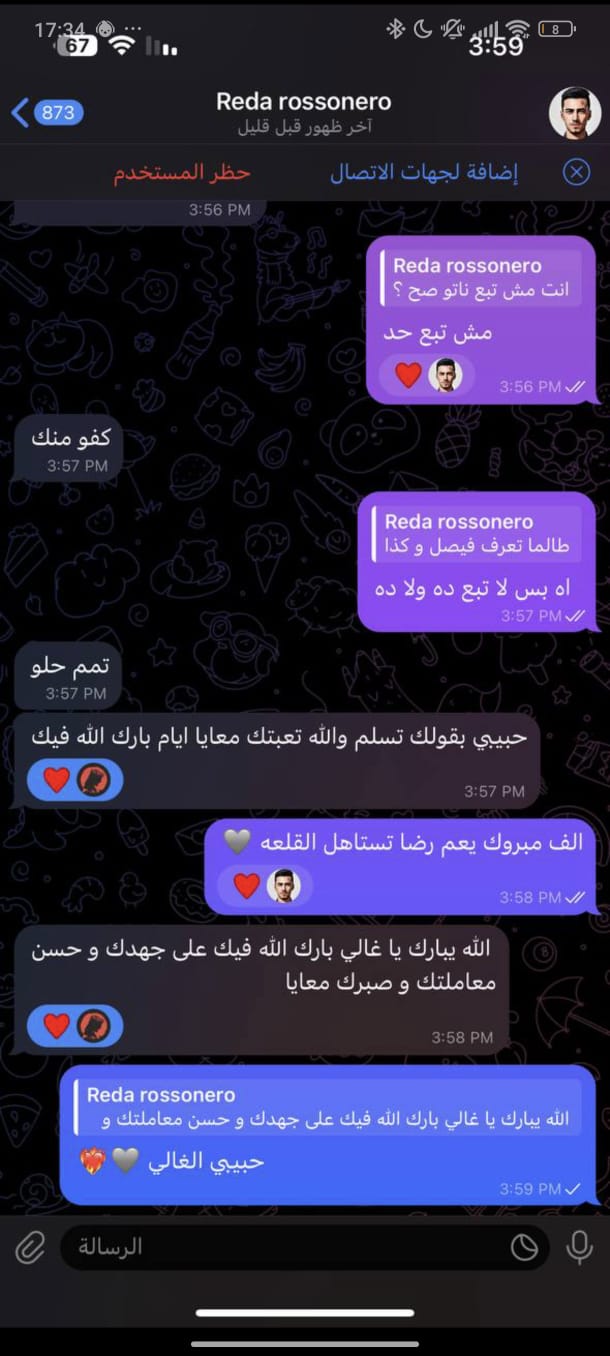 17:34
67
3:59
8
873
Reda rossonero
آخر ظهور قبل قليل
إضافة لجهات الاتصال
حظر المستخدم
3:56 PM
Reda rossonero
انت مش تبع ناتو صح ؟
مش تبع حد
❤️
3:56 PM
كفو منك
3:57 PM
Reda rossonero
طالما تعرف فيصل و كذا
اه بس لا تبع ده ولا ده
3:57 PM
تمم حلو
3:57 PM
حبيبي بقولك تسلم والله تعبتك معايا ايام بارك الله فيك
❤️
3:57 PM
الف مبروك يعم رضا تستاهل القلعه 🩶
❤️
3:58 PM
الله يبارك يا غالي بارك الله فيك على جهدك و حسن
معاملتك و صبرك معايا
❤️
3:58 PM
Reda rossonero
الله يبارك يا غالي بارك الله فيك على جهدك و حسن معاملتك و
حبيبي الغالي 🩶 ❤️‍🔥
3:59 PM
الرسالة